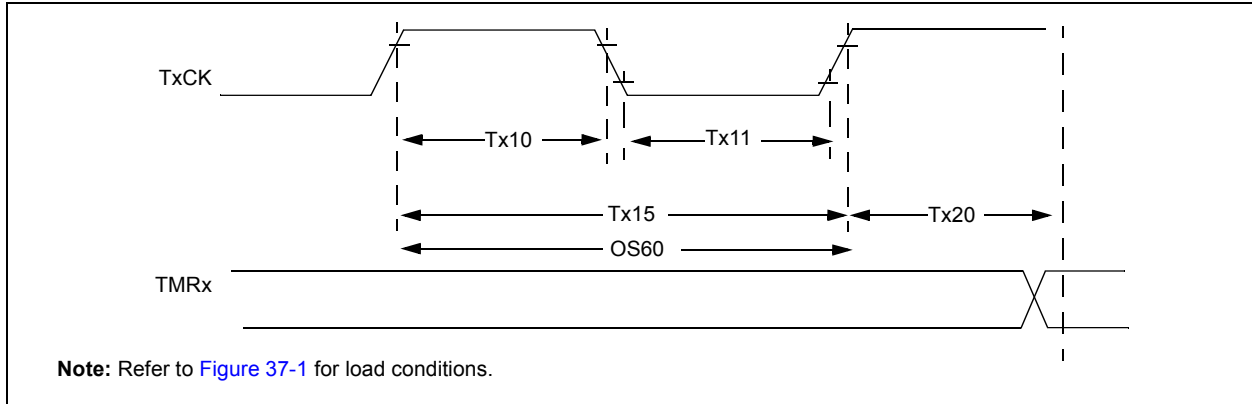 TxCK
Tx10
Tx11
Tx15
Tx20
OS60
TMRx
Note: Refer to Figure 37-1 for load conditions.